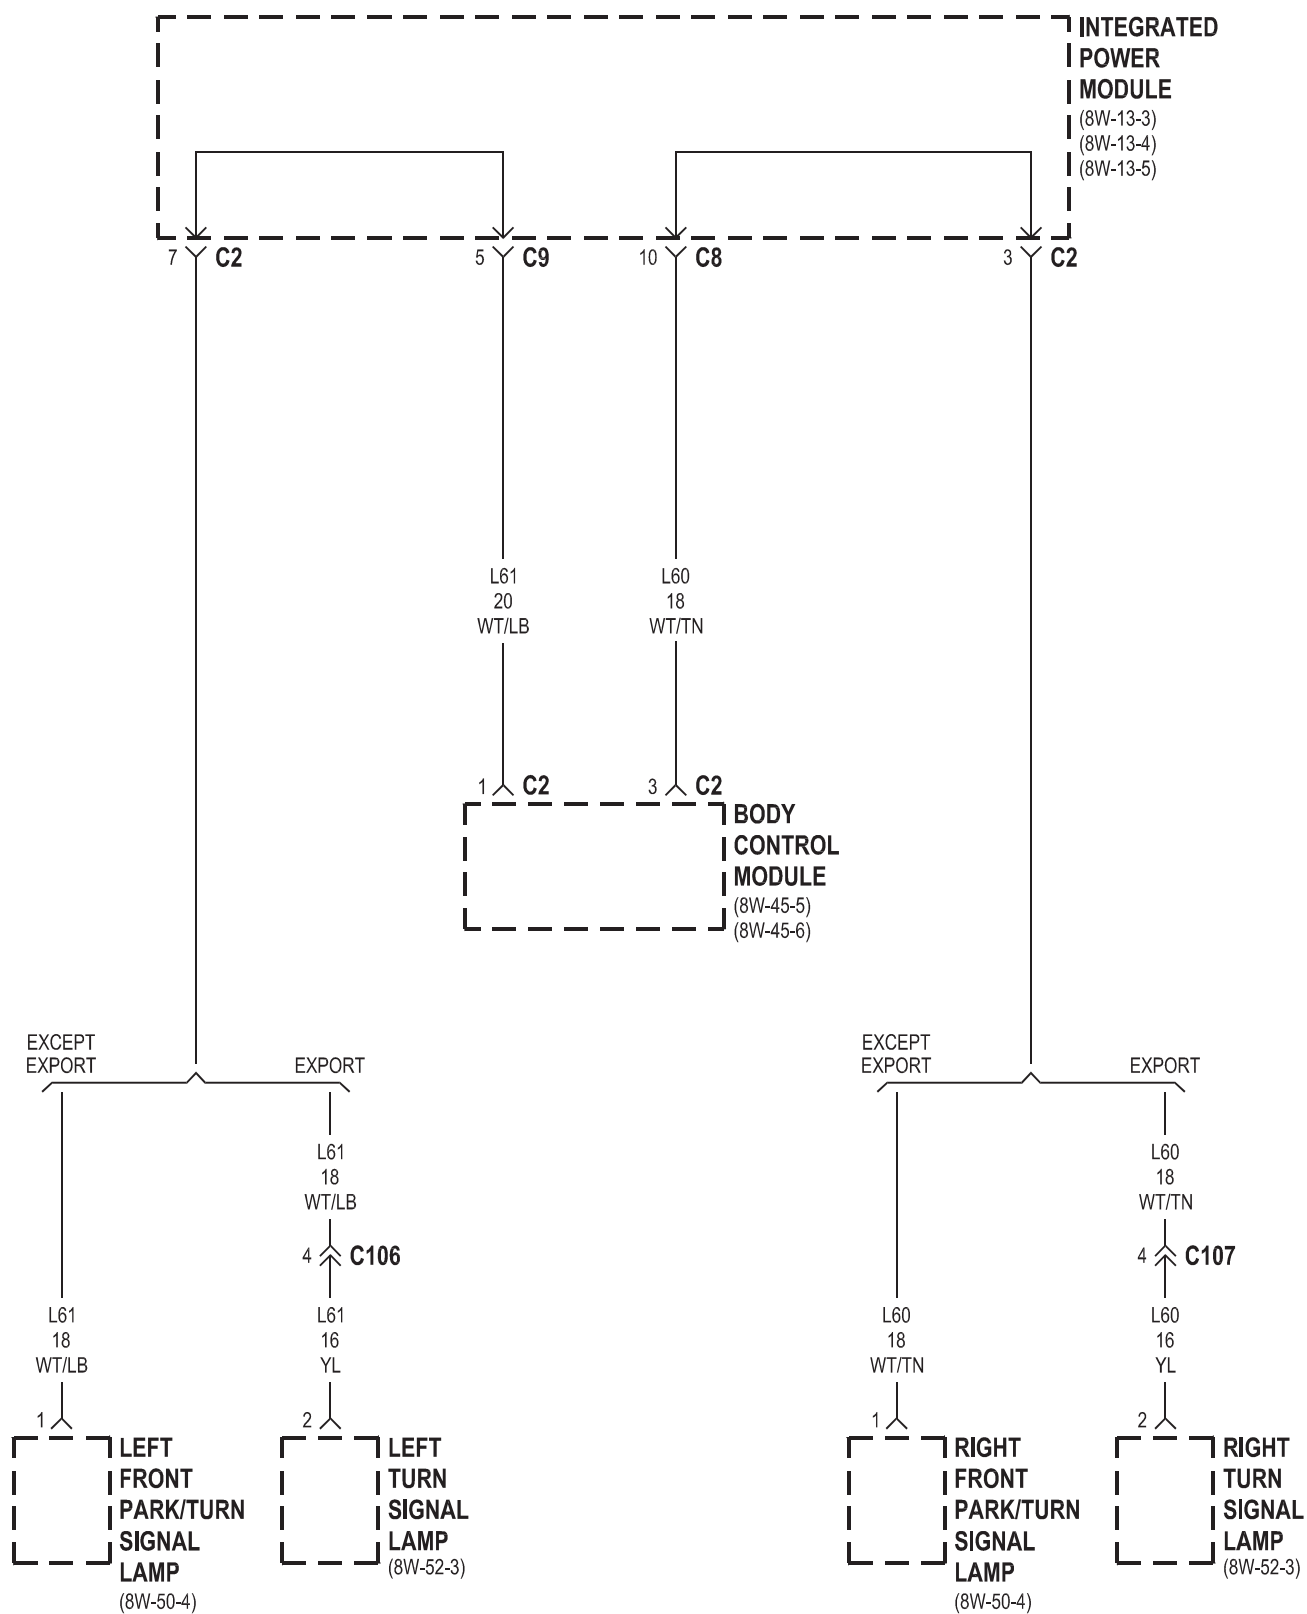 INTEGRATED
POWER
MODULE
(8W-13-3)
(8W-13-4)
(8W-13-5)
7 C2
5 C9
10 C8
3 C2
L61
20
WT/LB
L60
18
WT/TN
1 C2
3 C2
BODY
CONTROL
MODULE
(8W-45-5)
(8W-45-6)
EXCEPT
EXPORT
EXPORT
L61
18
WT/LB
4 C106
L61
18
WT/LB
L61
16
YL
1
2
LEFT
FRONT
PARK/TURN
SIGNAL
LAMP
(8W-50-4)
LEFT
TURN
SIGNAL
LAMP
(8W-52-3)
EXCEPT
EXPORT
EXPORT
L60
18
WT/TN
4 C107
L60
18
WT/TN
L60
16
YL
1
2
RIGHT
FRONT
PARK/TURN
SIGNAL
LAMP
(8W-50-4)
RIGHT
TURN
SIGNAL
LAMP
(8W-52-3)